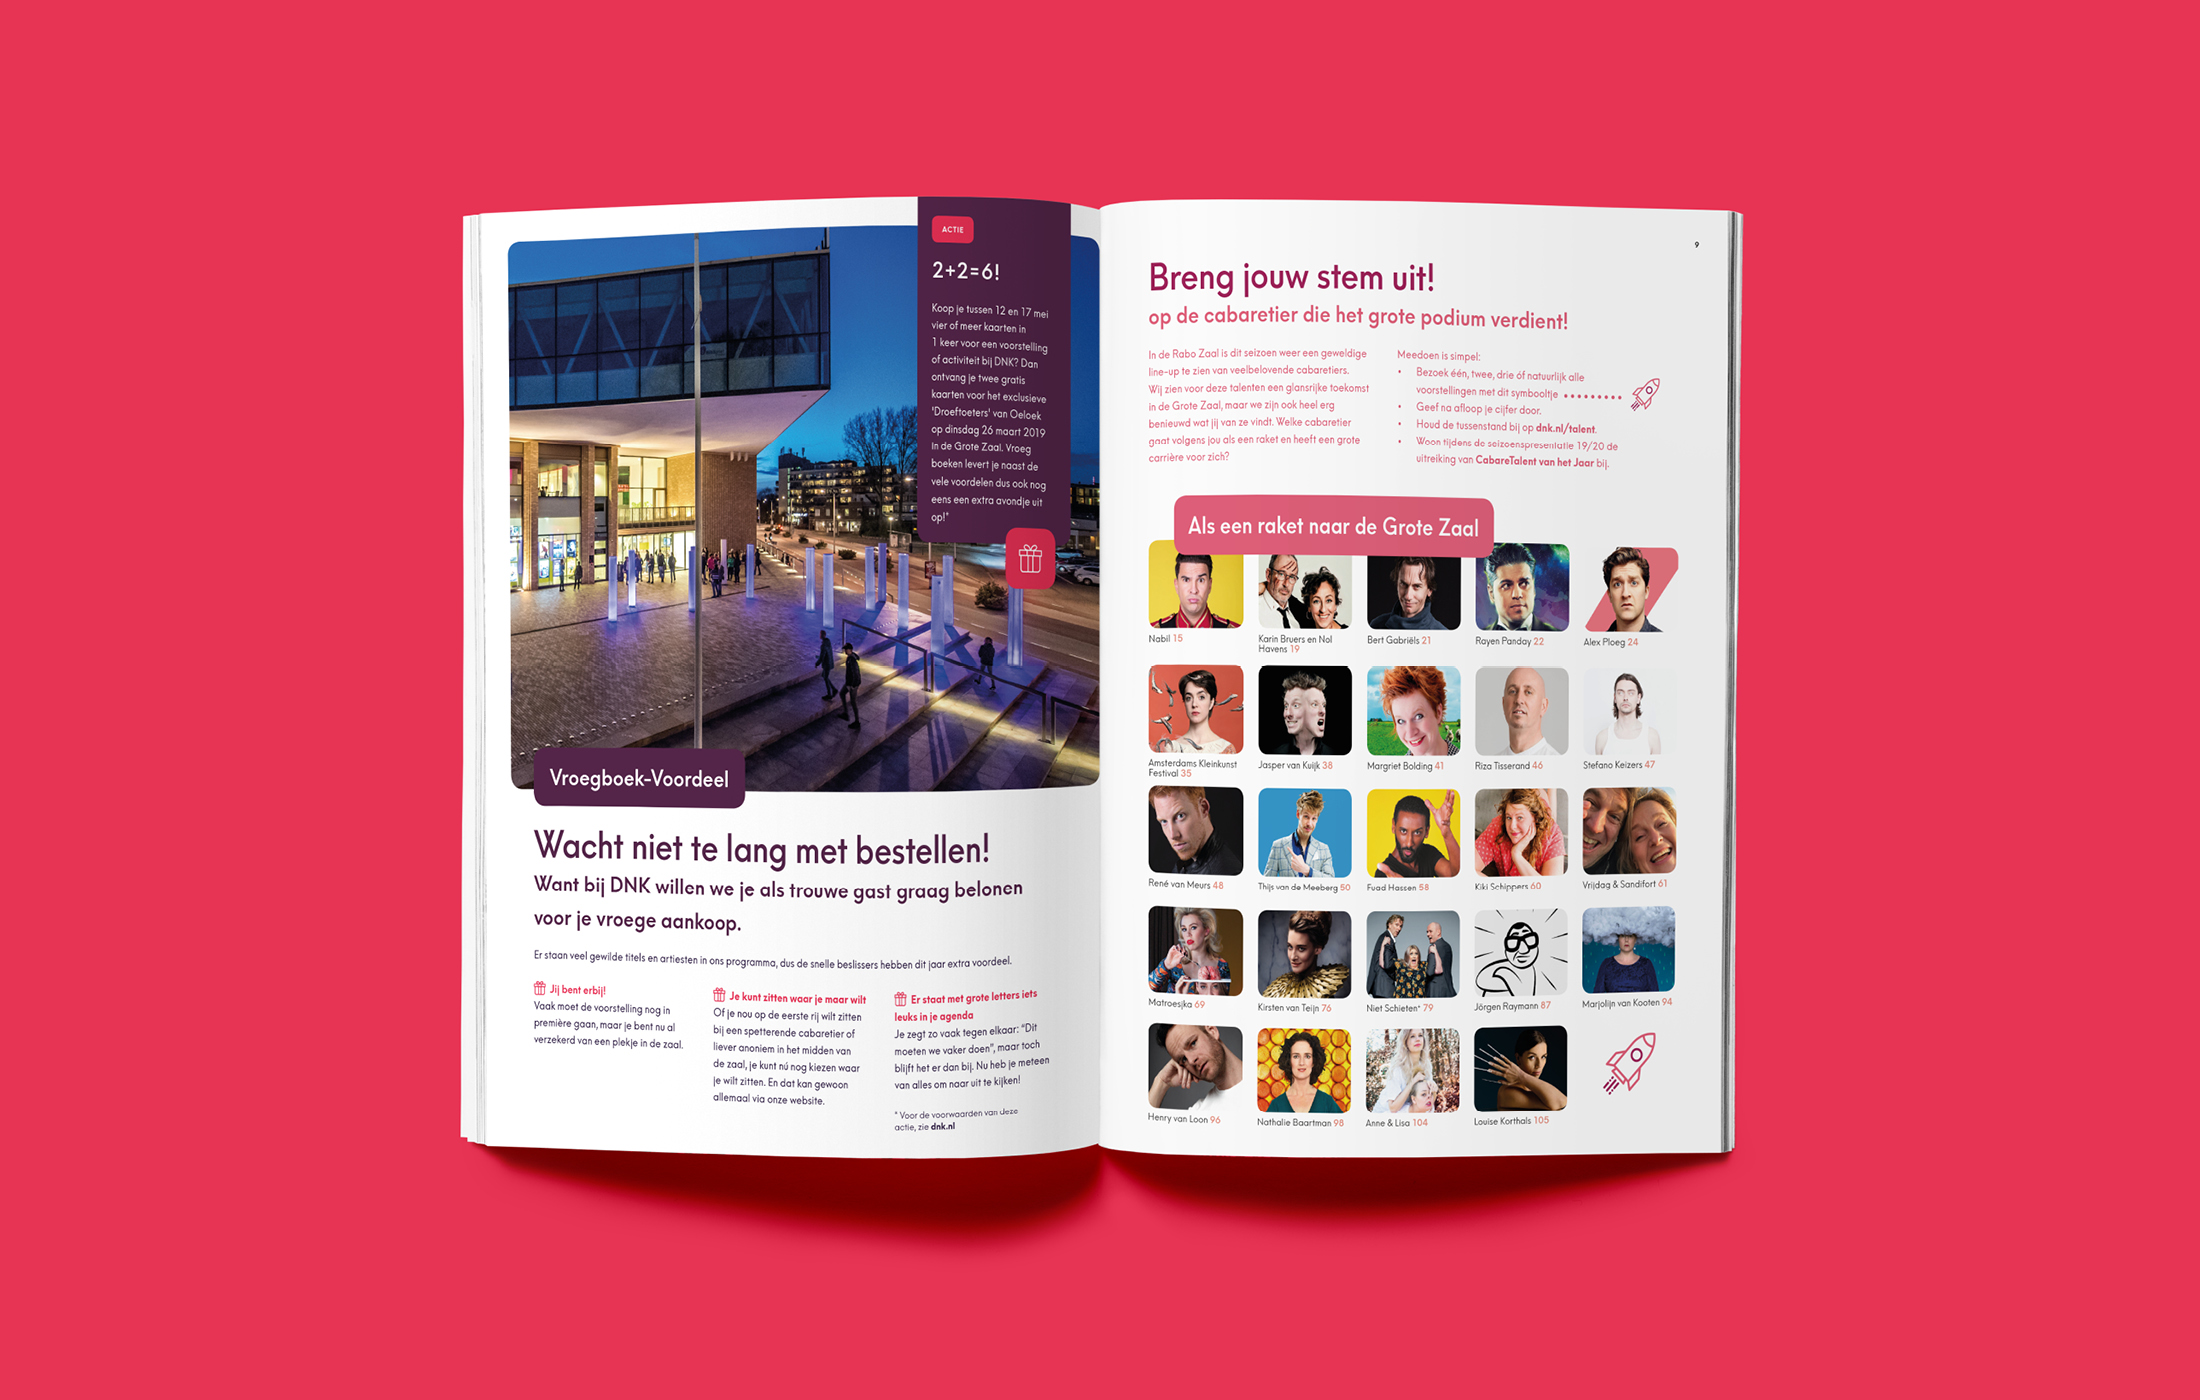 ACTIE
2+2=6!
Koop je tussen 12 en 17 mei
vier of meer kaarten in
1 keer voor een voorstelling
of activiteit bij DNK? Dan
ontvang je twee gratis
kaarten voor het exclusieve
'Droeftoeters' van Oeloek
op dinsdag 26 maart 2019
in de Grote Zaal. Vroeg
boeken levert je naast de
vele voordelen dus ook nog
eens een extra avondje uit
op!*
Vroegboek-Voordeel
Wacht niet te lang met bestellen!
Want bij DNK willen we je als trouwe gast graag belonen
voor je vroege aankoop.
Er staan veel gewilde titels en artiesten in ons programma, dus de snelle beslissers hebben dit jaar extra voordeel.
Jij bent erbij!
Vaak moet de voorstelling nog in
première gaan, maar je bent nu al
verzekerd van een plekje in de zaal.
Je kunt zitten waar je maar wilt
Of je nou op de eerste rij wilt zitten
bij een spetterende cabaretier of
liever anoniem in het midden van
de zaal, je kunt nú nog kiezen waar
je wilt zitten. En dat kan gewoon
allemaal via onze website.
Er staat met grote letters iets
leuks in je agenda
Je zegt zo vaak tegen elkaar: "Dit
moeten we vaker doen", maar toch
blijft het er dan bij. Nu heb je meteen
van alles om naar uit te kijken!
* Voor de voorwaarden van deze
actie, zie dnk.nl
9
Breng jouw stem uit!
op de cabaretier die het grote podium verdient!
In de Rabo Zaal is dit seizoen weer een geweldige
line-up te zien van veelbelovende cabaretiers.
Wij zien voor deze talenten een glansrijke toekomst
in de Grote Zaal, maar we zijn ook heel erg
benieuwd wat jij van ze vindt. Welke cabaretier
gaat volgens jou als een raket en heeft een grote
carrière voor zich?
Meedoen is simpel:
• Bezoek één, twee, drie óf natuurlijk alle
voorstellingen met dit symbooltje
• Geef na afloop je cijfer door.
• Houd de tussenstand bij op dnk.nl/talent.
• Woon tijdens de seizoenspresentatie 19/20 de
uitreiking van CabareTalent van het Jaar bij.
Als een raket naar de Grote Zaal
Nabil 15
Karin Bruers en Nol
Havens 19
Bert Gabriëls 21
Rayen Panday 22
Alex Ploeg 24
Amsterdams Kleinkunst
Festival 35
Jasper van Kuijk 38
Margriet Bolding 41
Riza Tisserand 46
Stefano Keizers 47
René van Meurs 48
Thijs van de Meeberg 50
Fuad Hassen 58
Kiki Schippers 60
Vrijdag & Sandifort 61
Matroesjka 69
Kirsten van Teijn 76
Niet Schieten* 79
Jörgen Raymann 87
Marjolijn van Kooten 94
Henry van Loon 96
Nathalie Baartman 98
Anne & Lisa 104
Louise Korthals 105